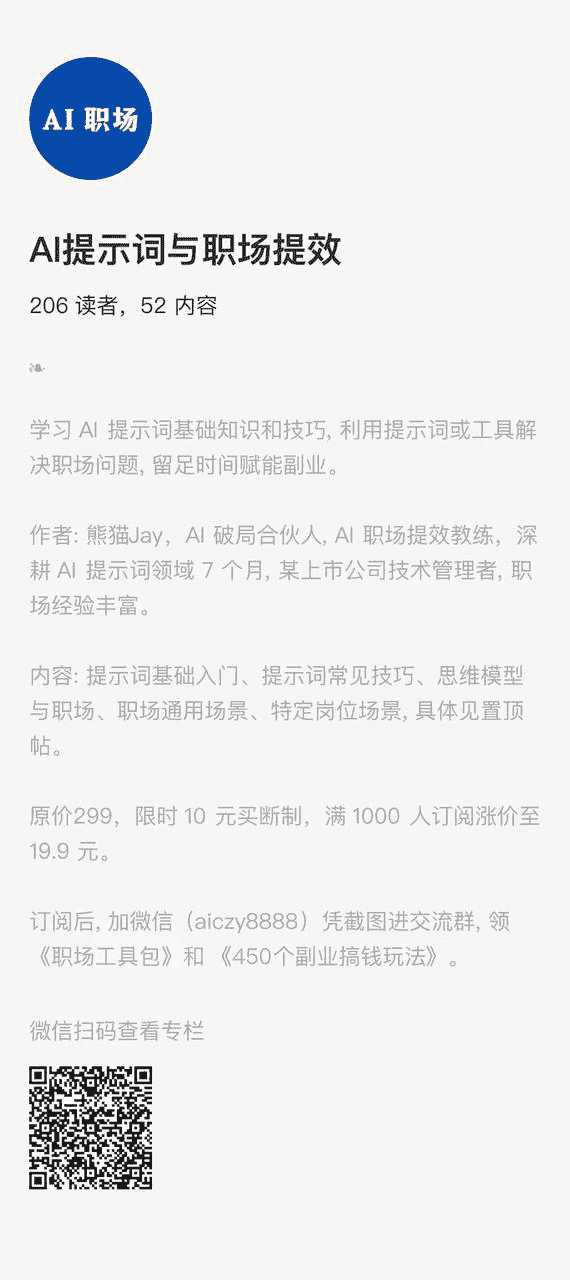 AI 职场
AI提示词与职场提效
206 读者，52 内容
学习 AI 提示词基础知识和技巧, 利用提示词或工具解
决职场问题, 留足时间赋能副业。
作者: 熊猫Jay，AI 破局合伙人, AI 职场提效教练，深
耕 AI 提示词领域 7 个月, 某上市公司技术管理者, 职
场经验丰富。
内容: 提示词基础入门、提示词常见技巧、思维模型
与职场、职场通用场景、特定岗位场景, 具体见置顶
帖。
原价299，限时 10 元买断制，满 1000 人订阅涨价至
19.9 元。
订阅后, 加微信（aiczy8888）凭截图进交流群, 领
《职场工具包》和 《450个副业搞钱玩法》。
微信扫码查看专栏